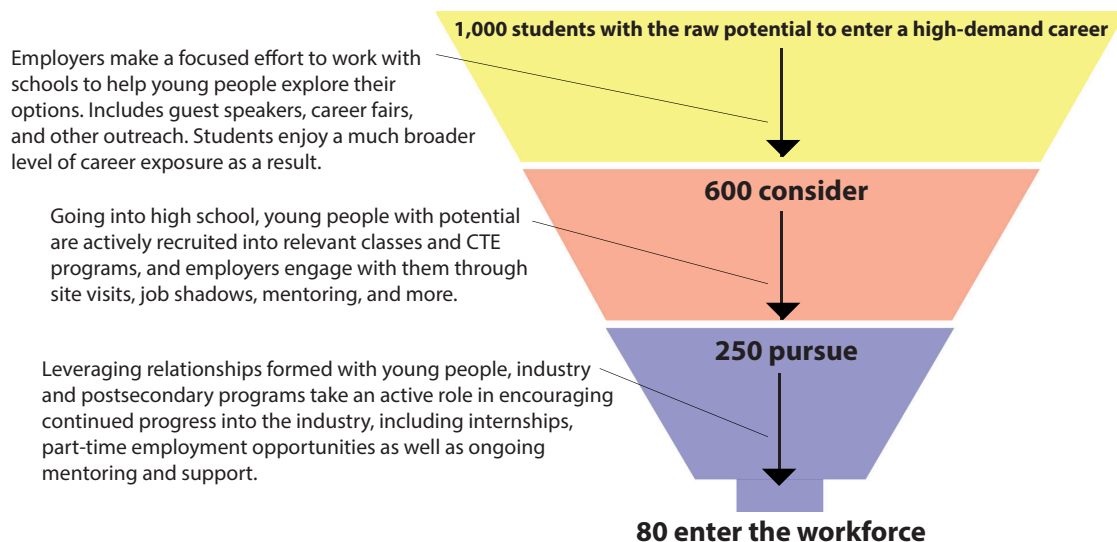 1,000 students with the raw potential to enter a high-demand career
Employers make a focused effort to work with
schools to help young people explore their
options. Includes guest speakers, career fairs,
and other outreach. Students enjoy a much broader
level of career exposure as a result.
600 consider
Going into high school, young people with potential
are actively recruited into relevant classes and CTE
programs, and employers engage with them through
site visits, job shadows, mentoring, and more.
250 pursue
Leveraging relationships formed with young people, industry
and postsecondary programs take an active role in encouraging
continued progress into the industry, including internships,
part-time employment opportunities as well as ongoing
mentoring and support.
80 enter the workforce